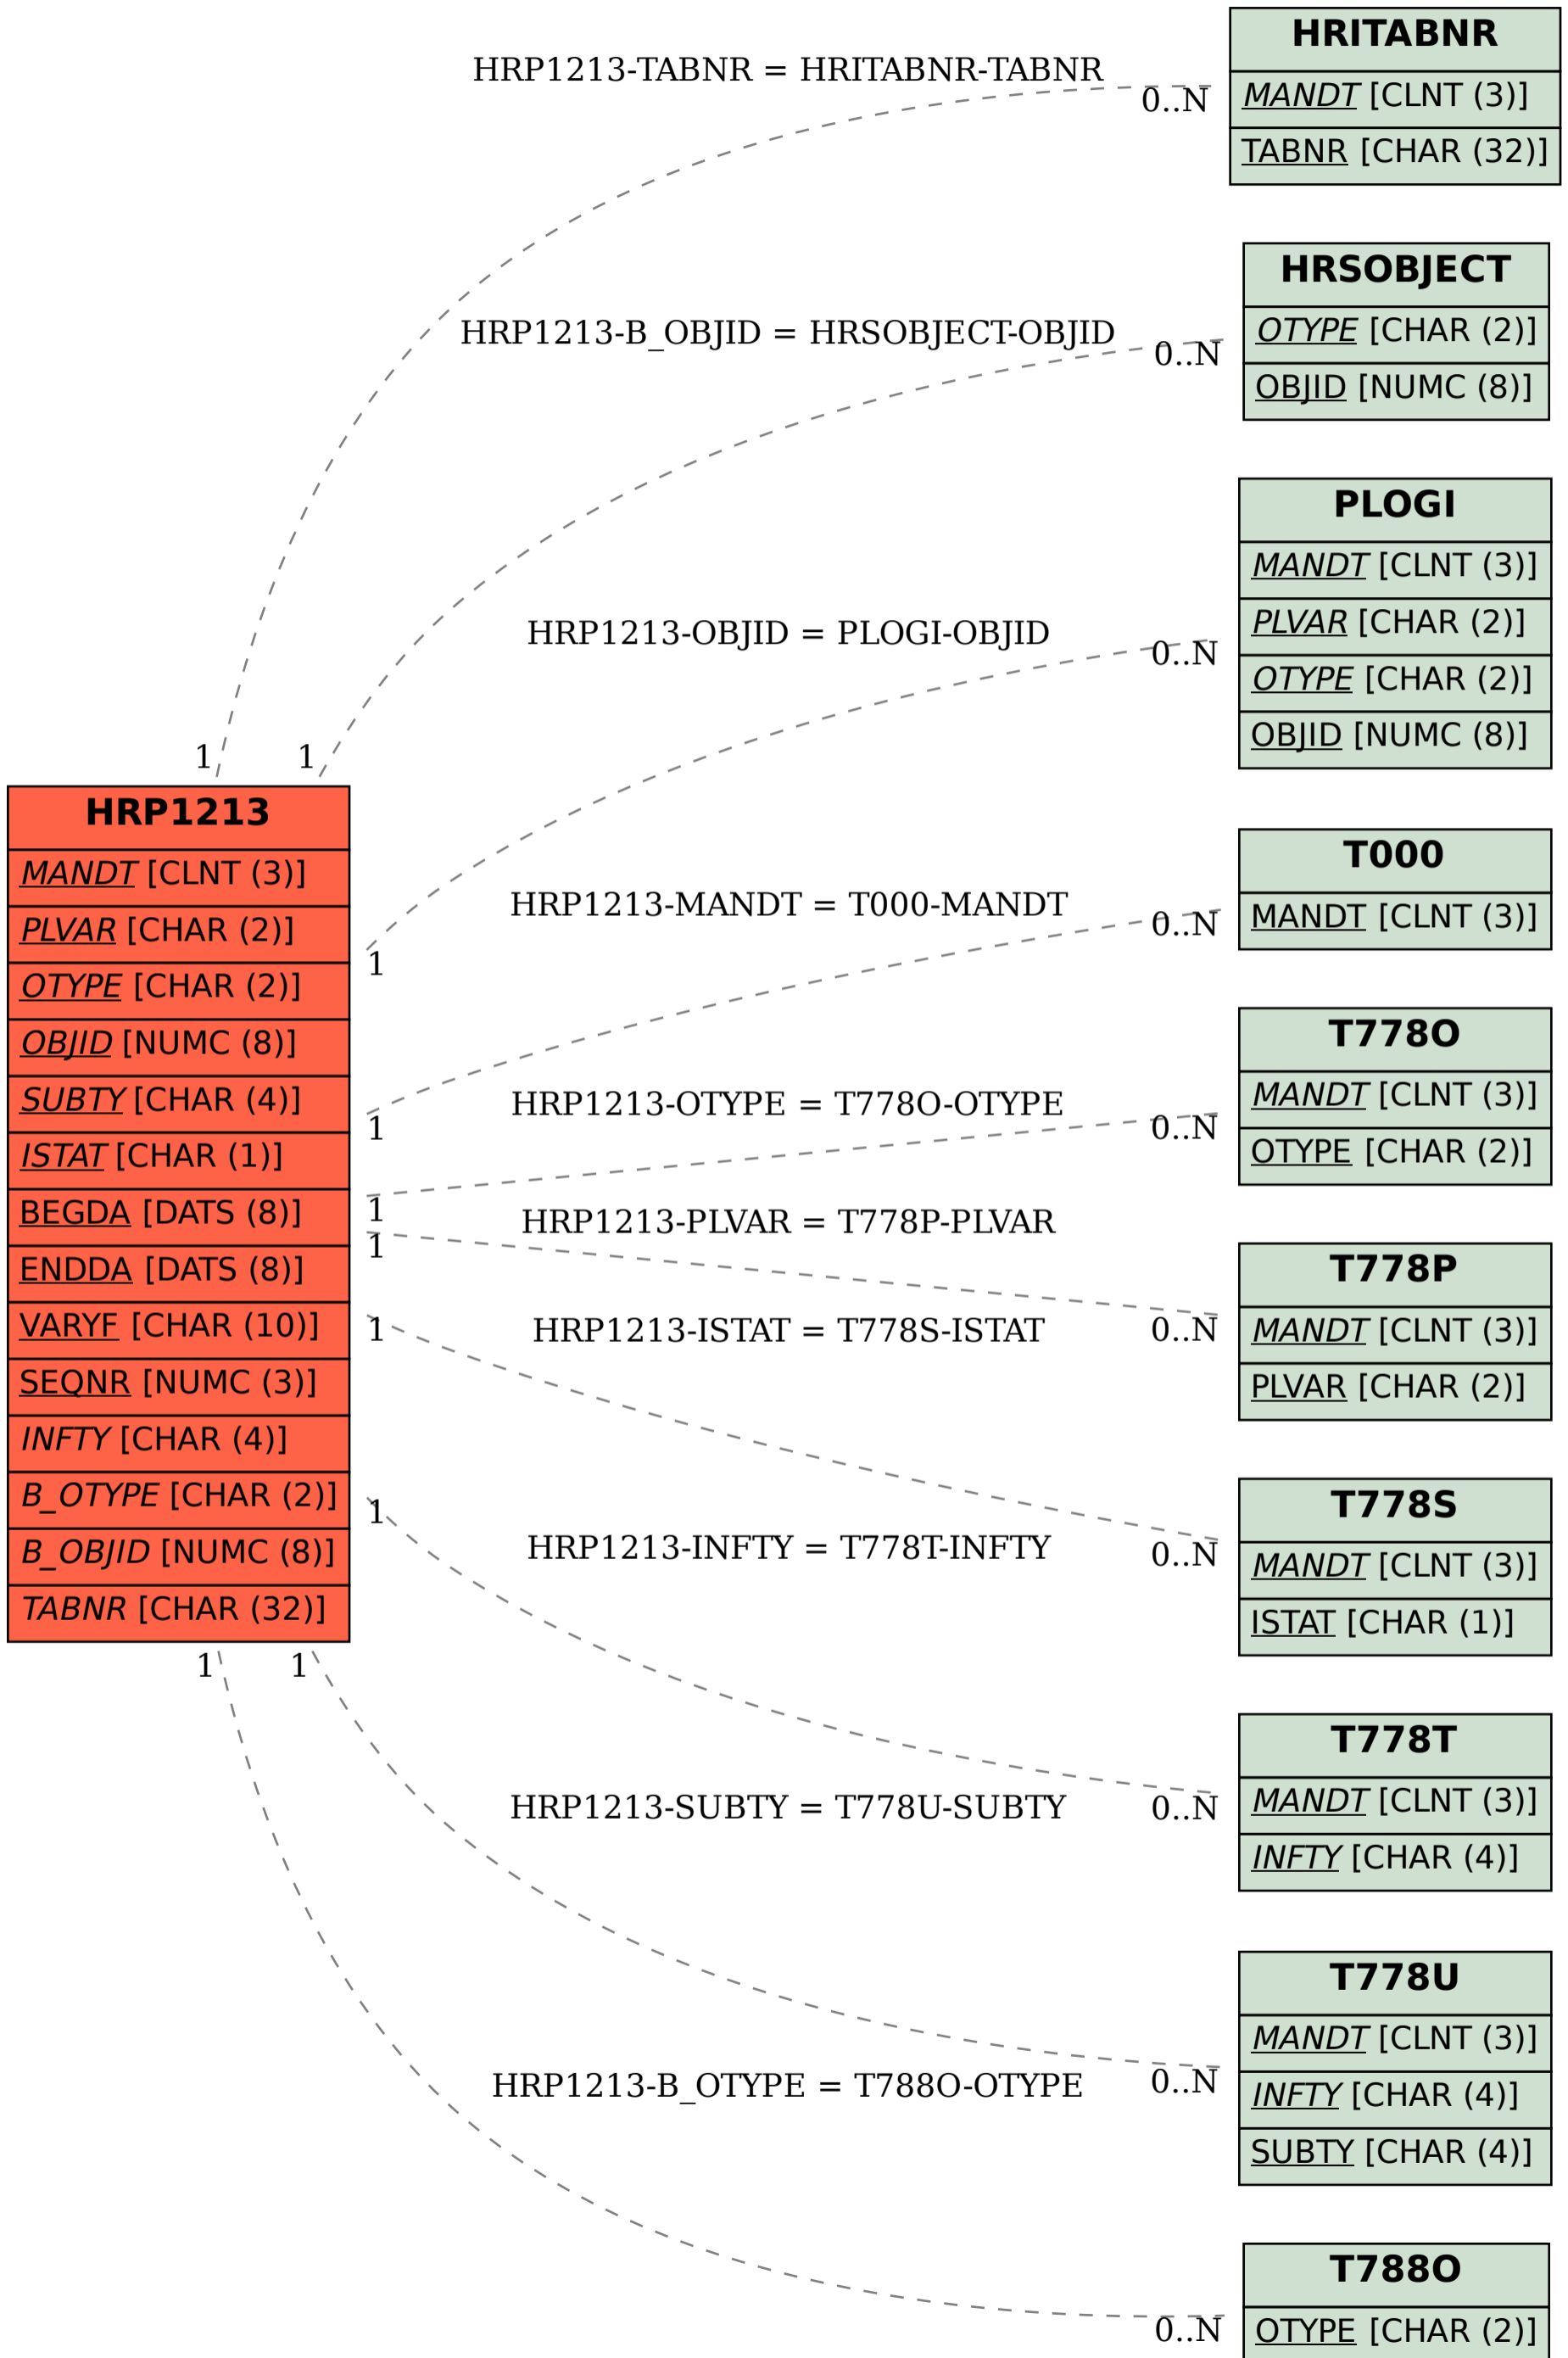 HRITABNR
MANDT [CLNT (3)]
TABNR [CHAR (32)]
HRP1213-TABNR = HRITABNR-TABNR
0..N
HRSOBJECT
OTYPE [CHAR (2)]
OBJID [NUMC (8)]
HRP1213-B_OBJID = HRSOBJECT-OBJID
0..N
PLOGI
MANDT [CLNT (3)]
PLVAR [CHAR (2)]
OTYPE [CHAR (2)]
OBJID [NUMC (8)]
HRP1213-OBJID = PLOGI-OBJID
0..N
1
1
HRP1213
MANDT [CLNT (3)]
PLVAR [CHAR (2)]
OTYPE [CHAR (2)]
OBJID [NUMC (8)]
SUBTY [CHAR (4)]
ISTAT [CHAR (1)]
BEGDA [DATS (8)]
ENDDA [DATS (8)]
VARYF [CHAR (10)]
SEQNR [NUMC (3)]
INFTY [CHAR (4)]
B_OTYPE [CHAR (2)]
B_OBJID [NUMC (8)]
TABNR [CHAR (32)]
1
HRP1213-MANDT = T000-MANDT
0..N
1
T000
MANDT [CLNT (3)]
HRP1213-OTYPE = T778O-OTYPE
0..N
1
T778O
MANDT [CLNT (3)]
OTYPE [CHAR (2)]
HRP1213-PLVAR = T778P-PLVAR
1
0..N
T778P
MANDT [CLNT (3)]
PLVAR [CHAR (2)]
HRP1213-ISTAT = T778S-ISTAT
1
0..N
T778S
MANDT [CLNT (3)]
ISTAT [CHAR (1)]
HRP1213-INFTY = T778T-INFTY
1
0..N
T778T
MANDT [CLNT (3)]
INFTY [CHAR (4)]
1
1
HRP1213-SUBTY = T778U-SUBTY
0..N
T778U
MANDT [CLNT (3)]
INFTY [CHAR (4)]
SUBTY [CHAR (4)]
HRP1213-B_OTYPE = T788O-OTYPE
0..N
T788O
OTYPE [CHAR (2)]